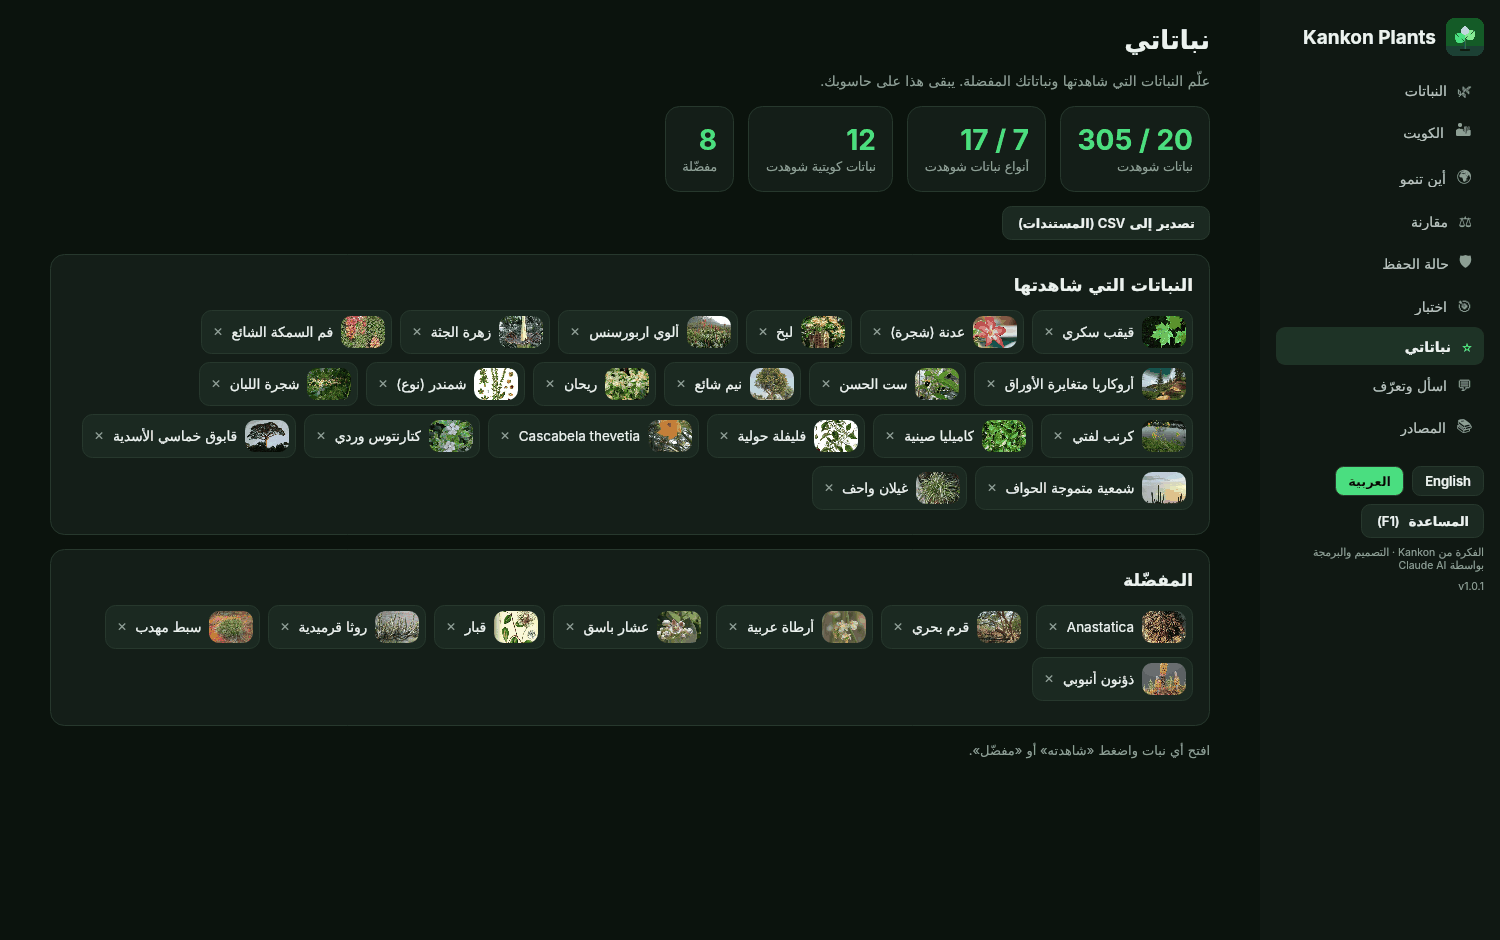 Kankon Plants
النباتات
الكويت
أين تنمو
مقارنة
حالة الحفظ
اختبار
نباتاتي
اسأل وتعرّف
المصادر
English
العربية
المساعدة (F1)
الفكرة من Kankon · التصميم والبرمجة
بواسطة Claude AI
v1.0.1
نباتاتي
علّم النباتات التي شاهدتها ونباتاتك المفضلة. يبقى هذا على حاسوبك.
20 / 305
نباتات شوهدت
7 / 17
أنواع نباتات شوهدت
12
نباتات كويتية شوهدت
8
مفضّلة
تصدير إلى CSV (المستندات)
النباتات التي شاهدتها
قيقب سكري ×
عدنة (شجرة) ×
لبخ ×
ألوي اربورسنس ×
زهرة الجثة ×
فم السمكة الشائع ×
أروكاريا متغايرة الأوراق ×
ست الحسن ×
نيم شائع ×
ريحان ×
شمندر (نوع) ×
شجرة اللبان ×
كرنب لفتي ×
كاميليا صينية ×
فليفلة حولية ×
Cascabela thevetia ×
كتارنتوس وردي ×
قابوق خماسي الأسدية ×
شمعية متموجة الحواف ×
غيلان واحف ×
المفضّلة
Anastatica ×
قرم بحري ×
أرطاة عربية ×
عشار باسق ×
قبار ×
روثا قرميدية ×
سبط مهدب ×
ذؤنون أنبوبي ×
افتح أي نبات واضغط «شاهدته» أو «مفضّل».